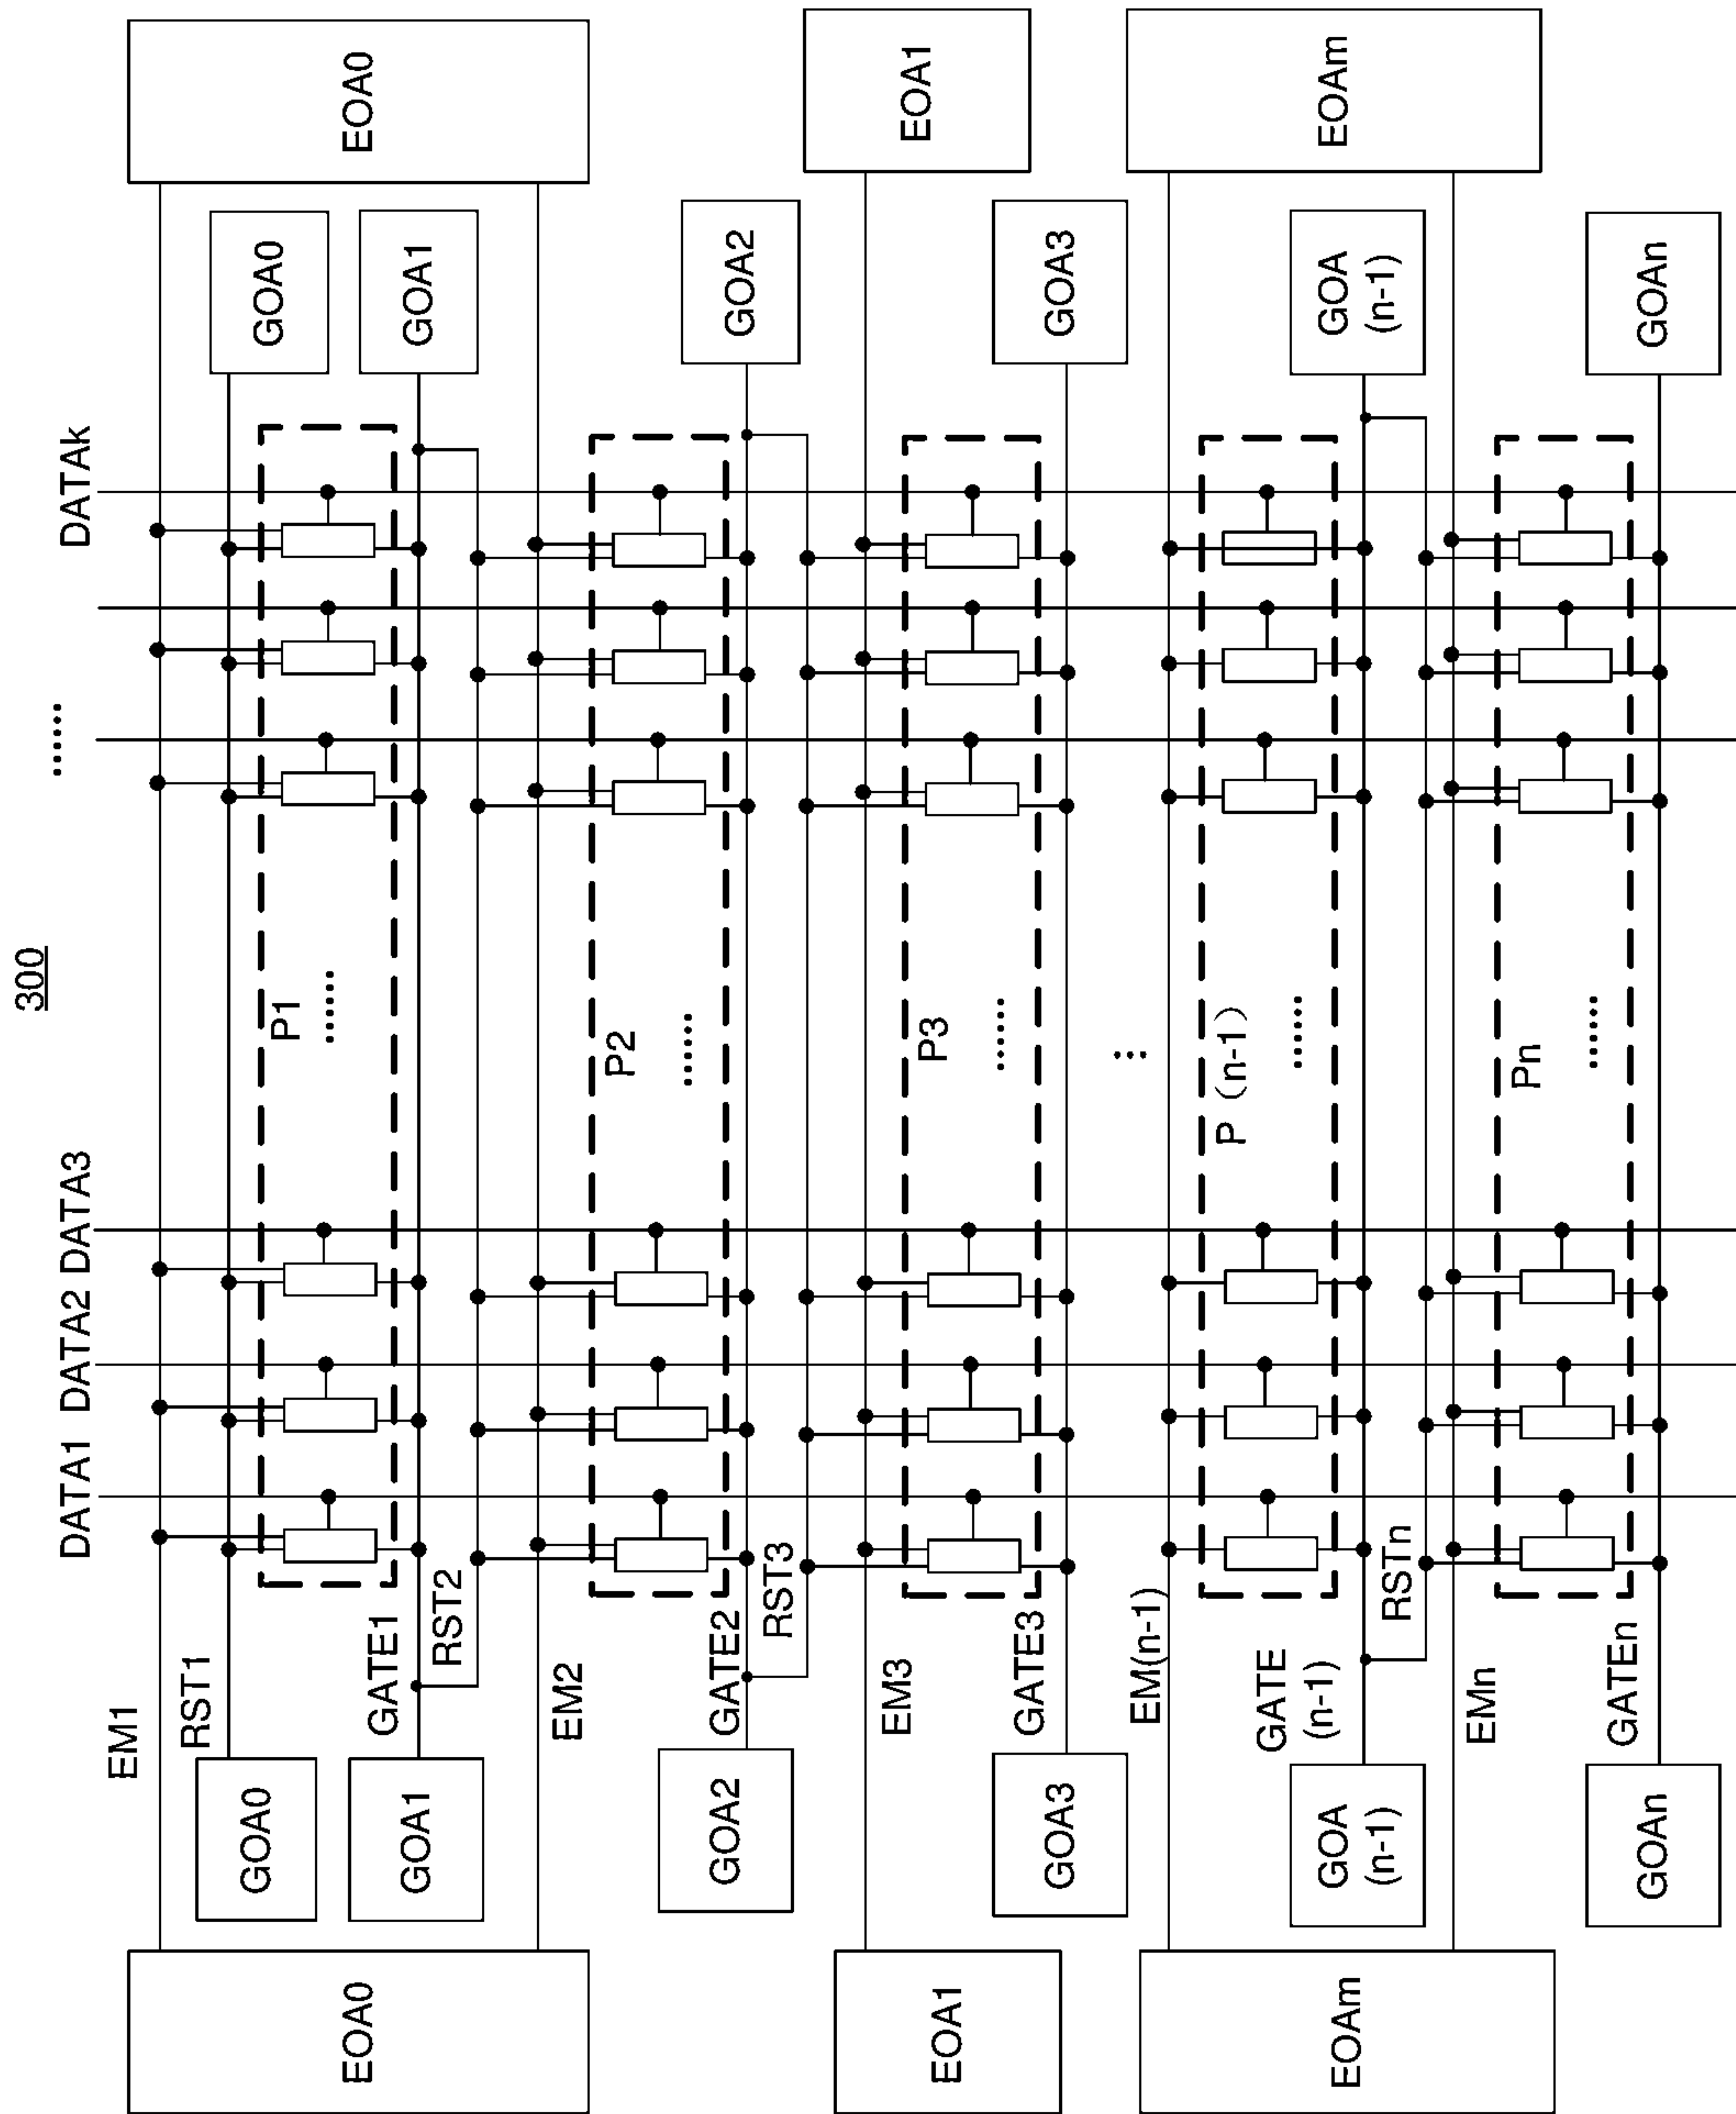 300
DATA1 DATA2 DATA3 ...... DATAk
EM1
RST1
GOA0
GOA0
P1
......
EOA0
EOA0
GATE1
GOA1
GOA1
RST2
EM2
P2
......
GATE2
GOA2
GOA2
RST3
EM3
P3
......
EOA1
EOA1
GATE3
GOA3
GOA3
...
EM(n-1)
P (n-1)
......
GATE
(n-1)
GOA
(n-1)
GOA
(n-1)
EOAm
EOAm
RSTn
EMn
Pn
......
GATEn
GOAn
GOAn